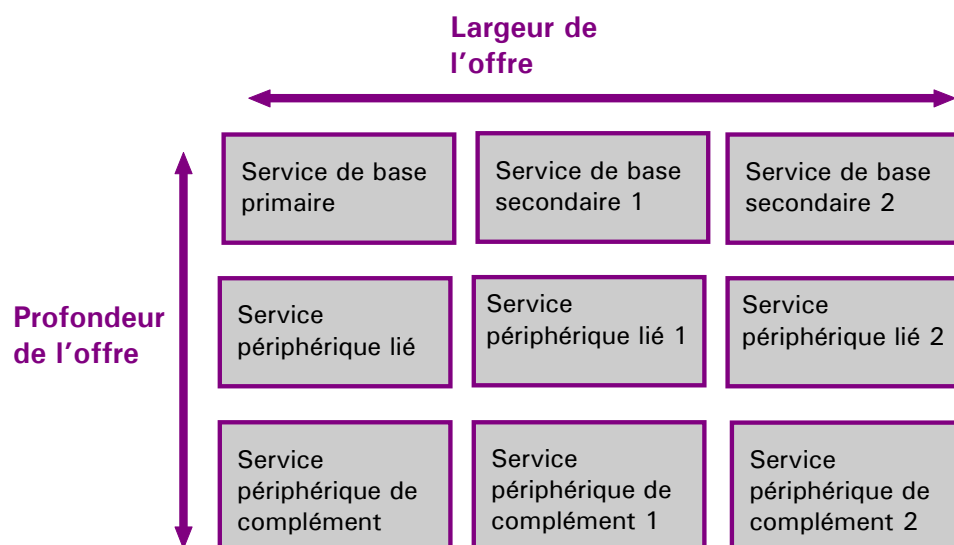 Largeur de
l'offre
Service de base
primaire
Service de base
secondaire 1
Service de base
secondaire 2
Profondeur
de l'offre
Service
périphérique lié
Service
périphérique lié 1
Service
périphérique lié 2
Service
périphérique de
complément
Service
périphérique de
complément 1
Service
périphérique de
complément 2